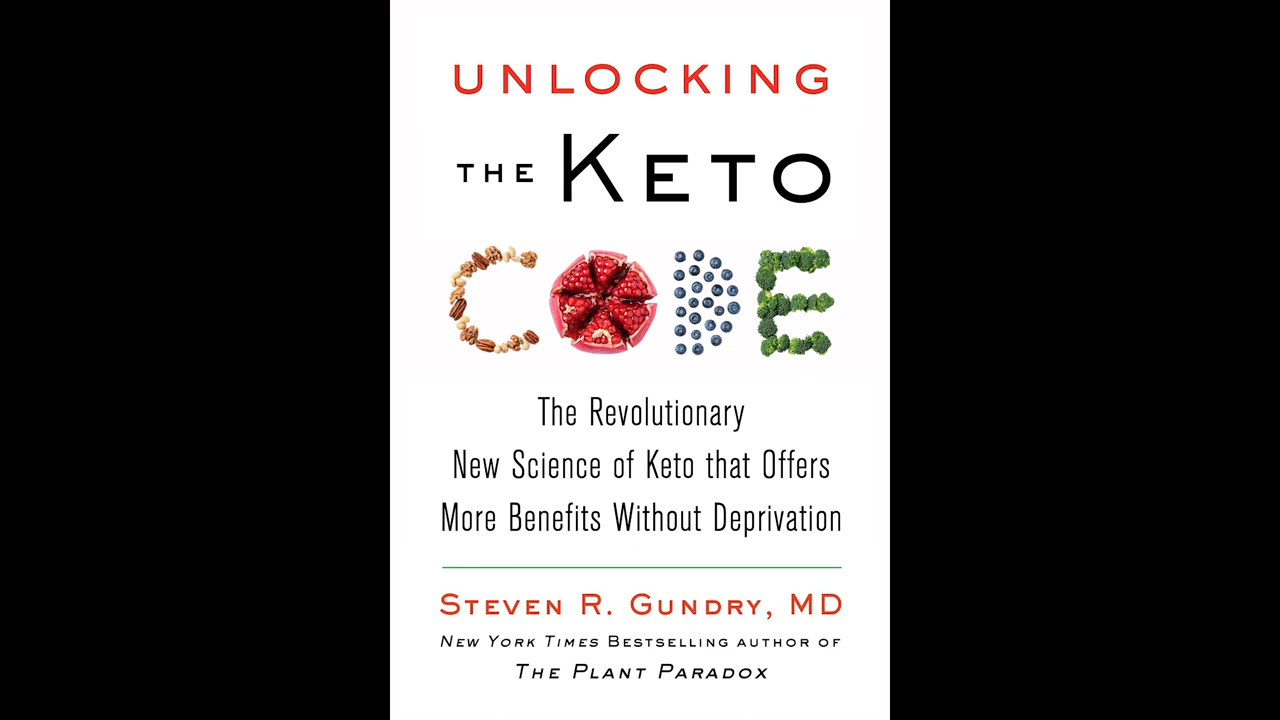 UNLOCKING
THE KETO
CODE
The Revolutionary
New Science of Keto that Offers
More Benefits Without Deprivation
STEVEN R. GUNDRY, MD
NEW YORK TIMES BESTSELLING AUTHOR OF
THE PLANT PARADOX